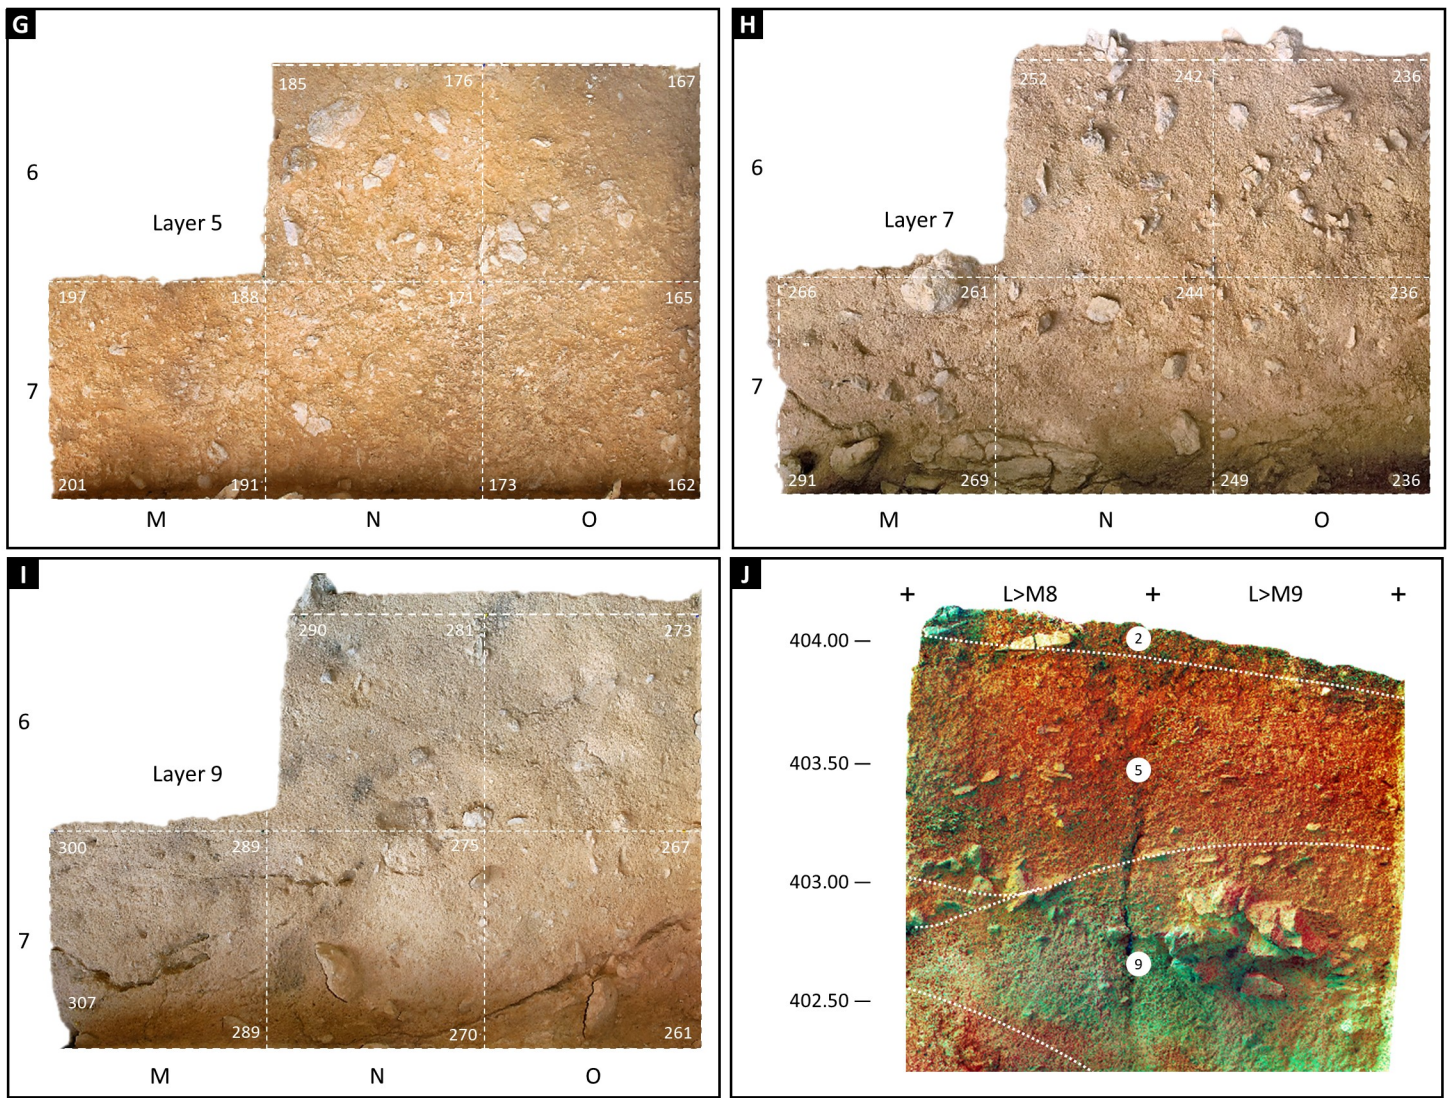 G
185 176 167
6
Layer 5
197 188 171 165
7
201 191 173 162
M N O
H
252 242 236
6
Layer 7
266 261 244 236
7
291 269 249 236
M N O
I
290 281 273
6
Layer 9
300 289 275 267
7
307
289 270 261
M N O
J
+ L>M8 + L>M9 +
404.00 —
2
403.50 —
5
403.00 —
9
402.50 —